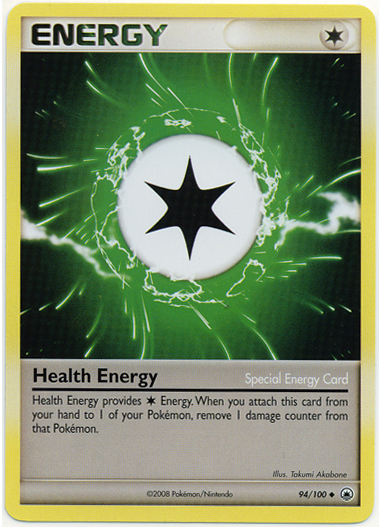 ENERGY
Health Energy Special Energy Card
Health Energy provides Energy. When you attach this card from
your hand to 1 of your Pokémon, remove 1 damage counter from
that Pokémon.
Illus. Takumi Akabane
©2008 Pokémon/Nintendo 94/100